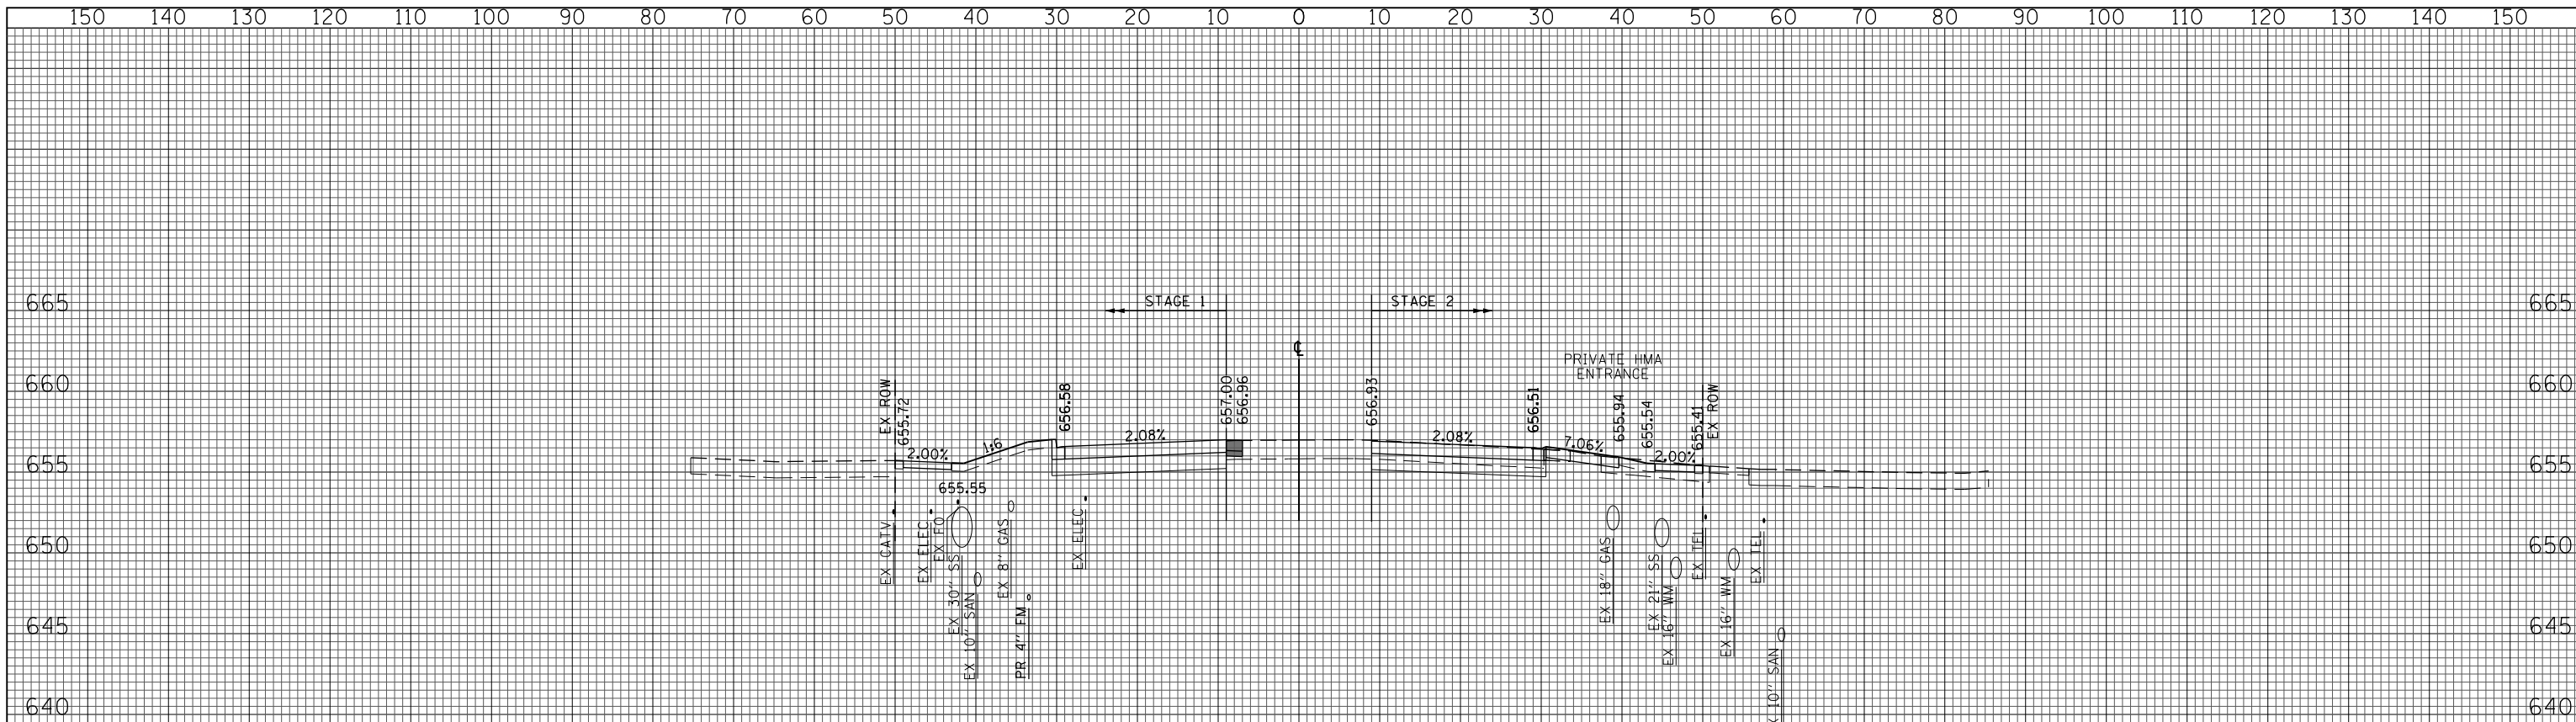 150 140 130 120 110 100 90 80 70 60 50 40 30 20 10 0 10 20 30 40 50 60 70 80 90 100 110 120 130 140 150
665 665
STAGE 1 STAGE 2
℄
PRIVATE HMA
ENTRANCE
660 660
EX ROW
655.72
656.58
657.00
656.96
656.93
656.51
655.94
655.54
655.41
EX ROW
2.00% 1:6 2.08% 2.08% 7.06% 2.00%
655 655
655.55
650 650
EX CATV
EX ELEC
EX FO
EX 30" SS
EX 10" SAN
EX 8" GAS
PR 4" FM
EX ELEC
EX 18" GAS
EX 21" SS
EX 16" WM
EX TEL
EX 16" WM
EX TEL
10" SAN
645 645
640 640